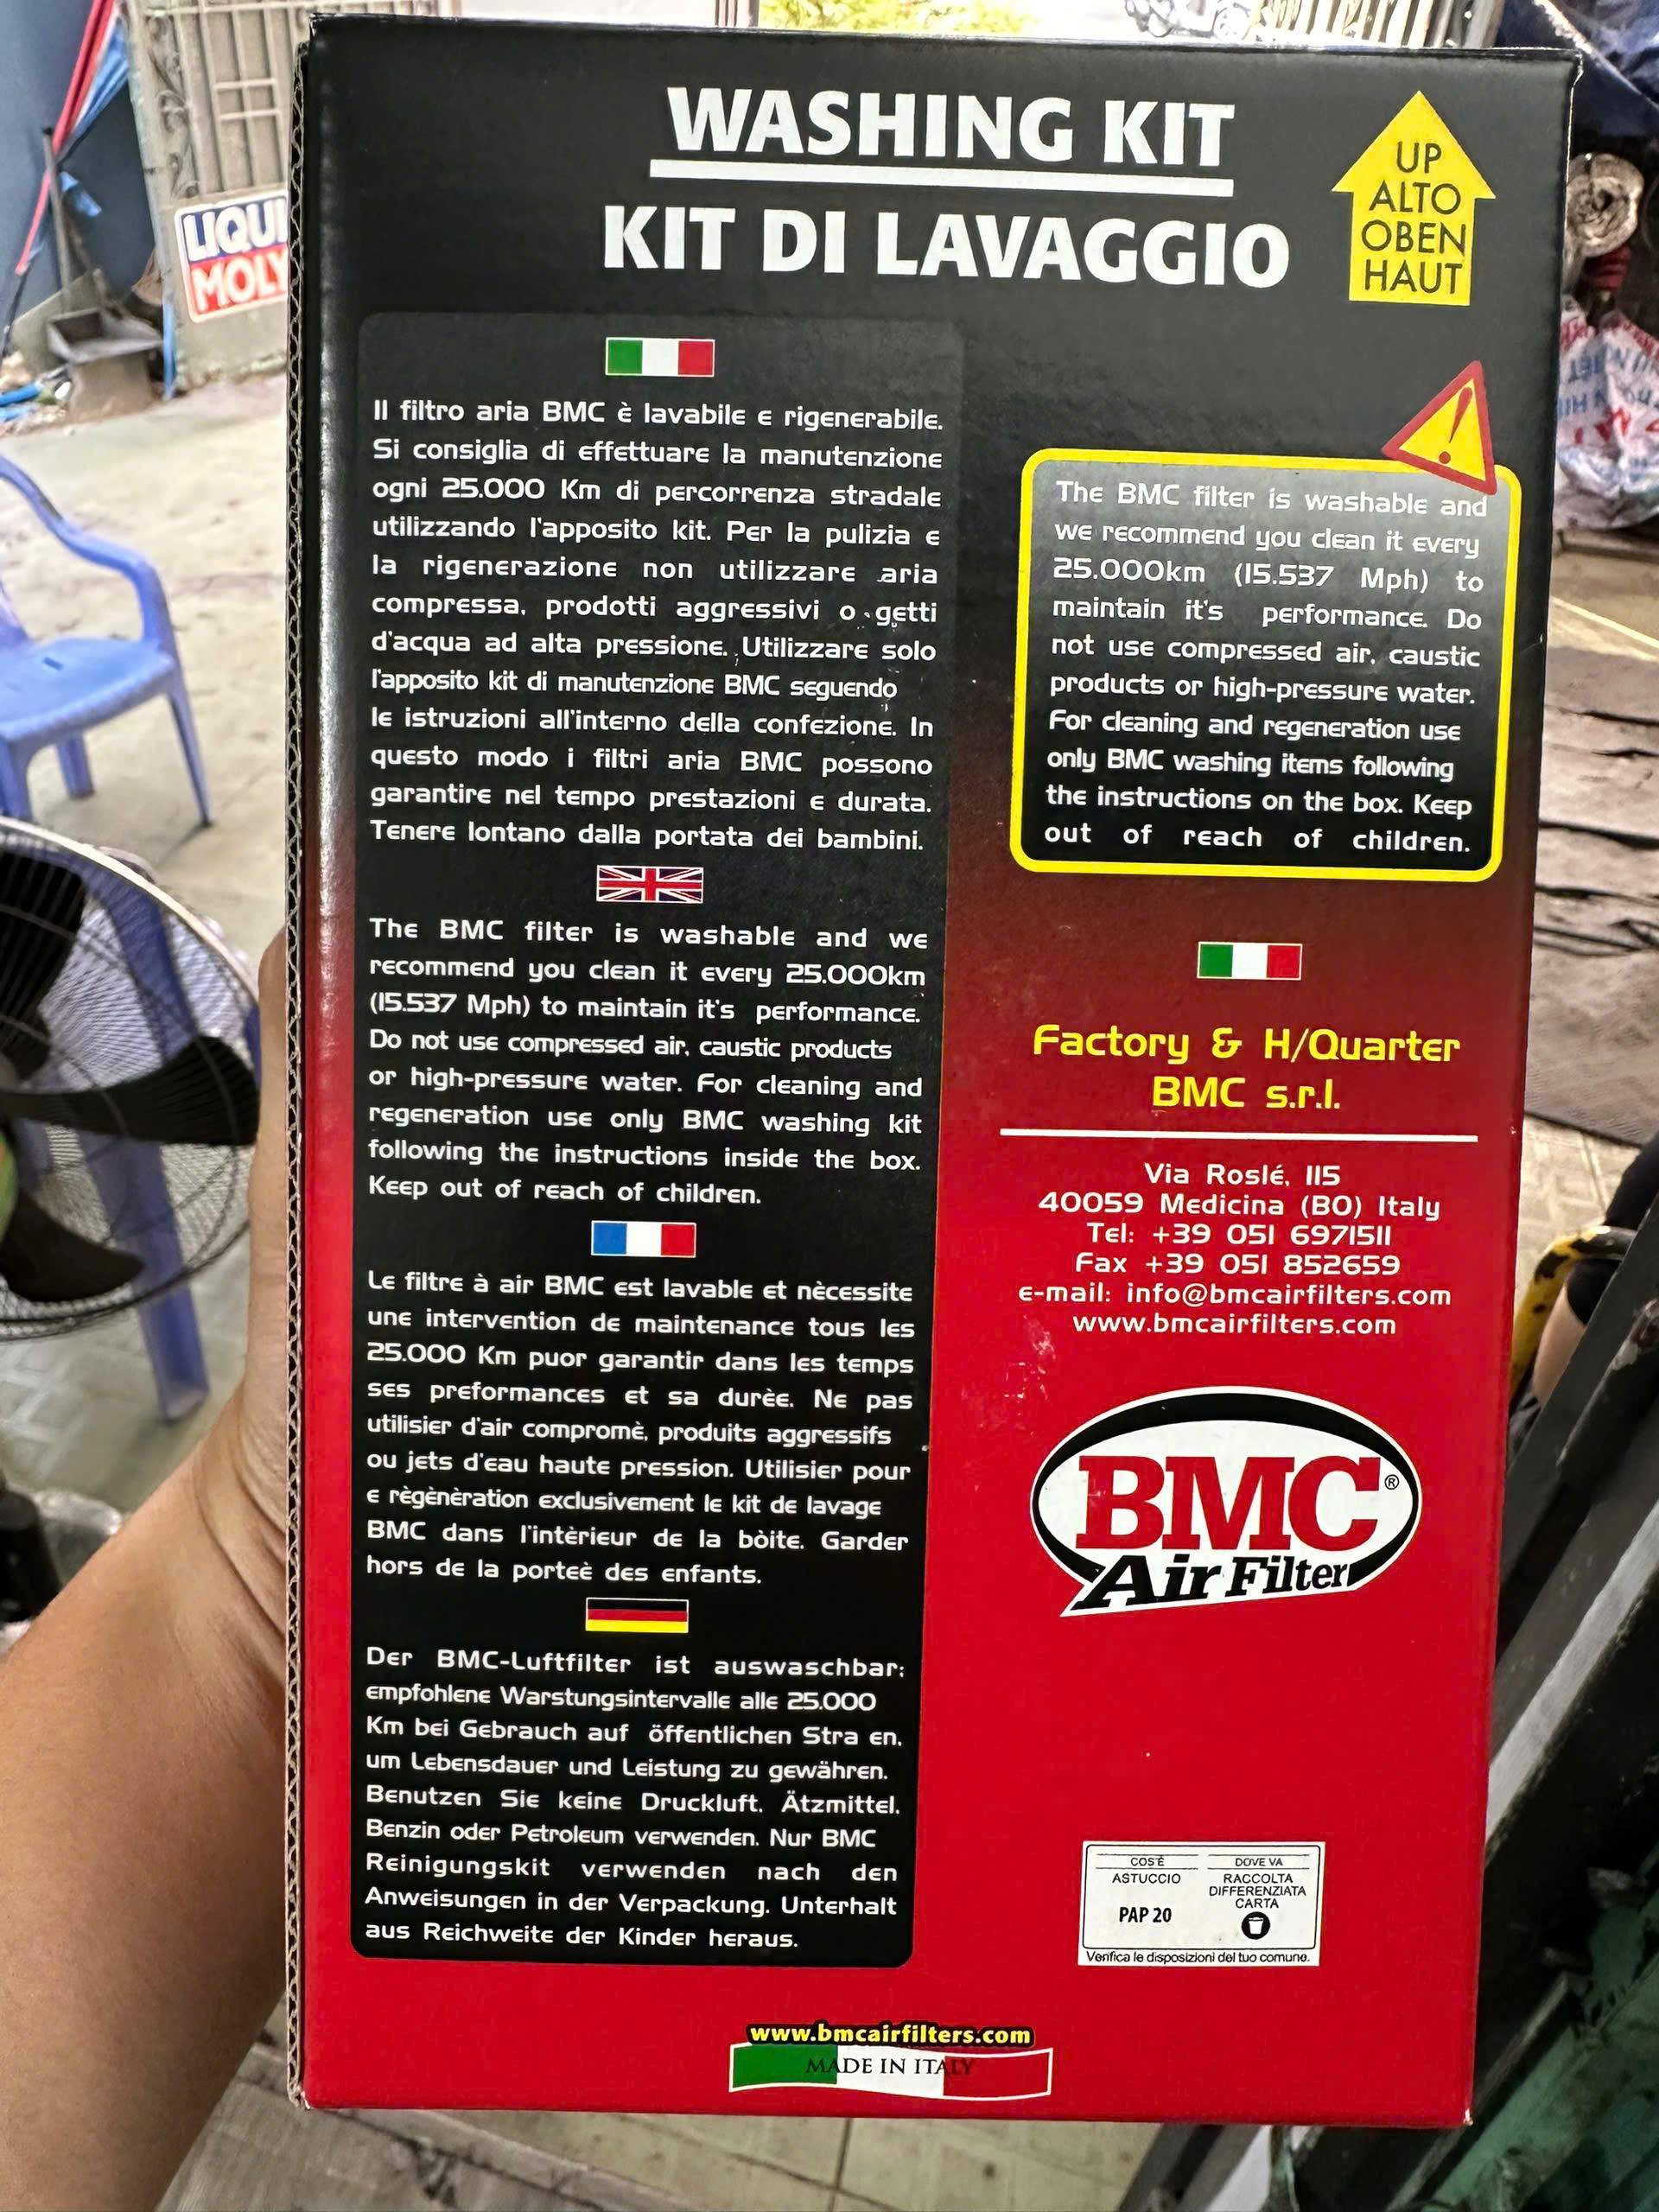 WASHING KIT
KIT DI LAVAGGIO
UP
ALTO
OBEN
HAUT
LIQUI
MOLY
Il filtro aria BMC è lavabile e rigenerabile.
Si consiglia di effettuare la manutenzione
ogni 25.000 Km di percorrenza stradale
utilizzando l'apposito kit. Per la pulizia e
la rigenerazione non utilizzare aria
compressa, prodotti aggressivi o getti
d'acqua ad alta pressione. Utilizzare solo
l'apposito kit di manutenzione BMC seguendo
le istruzioni all'interno della confezione. In
questo modo i filtri aria BMC possono
garantire nel tempo prestazioni e durata.
Tenere lontano dalla portata dei bambini.
The BMC filter is washable and we
recommend you clean it every 25.000km
(15.537 Mph) to maintain it's performance.
Do not use compressed air, caustic products
or high-pressure water. For cleaning and
regeneration use only BMC washing kit
following the instructions inside the box.
Keep out of reach of children.
Le filtre à air BMC est lavable et nècessite
une intervention de maintenance tous les
25.000 Km puor garantir dans les temps
ses preformances et sa durèe. Ne pas
utilisier d'air compromè, produits aggressifs
ou jets d'eau haute pression. Utilisier pour
e règènèration exclusivement le kit de lavage
BMC dans l'intèrieur de la bòite. Garder
hors de la porteè des enfants.
Der BMC-Luftfilter ist auswaschbar;
empfohlene Warstungsintervalle alle 25.000
Km bei Gebrauch auf öffentlichen Stra en,
um Lebensdauer und Leistung zu gewähren.
Benutzen Sie keine Druckluft, Ätzmittel,
Benzin oder Petroleum verwenden. Nur BMC
Reinigungskit verwenden nach den
Anweisungen in der Verpackung. Unterhalt
aus Reichweite der Kinder heraus.
The BMC filter is washable and
we recommend you clean it every
25.000km (15.537 Mph) to
maintain it's performance. Do
not use compressed air, caustic
products or high-pressure water.
For cleaning and regeneration use
only BMC washing items following
the instructions on the box. Keep
out of reach of children.
Factory & H/Quarter
BMC s.r.l.
Via Roslé, 115
40059 Medicina (BO) Italy
Tel: +39 051 6971511
Fax +39 051 852659
e-mail: info@bmcairfilters.com
www.bmcairfilters.com
BMC®
Air Filter
COS'È DOVE VA
ASTUCCIO RACCOLTA
DIFFERENZIATA
CARTA
PAP 20
Verifica le disposizioni del tuo comune.
www.bmcairfilters.com
MADE IN ITALY